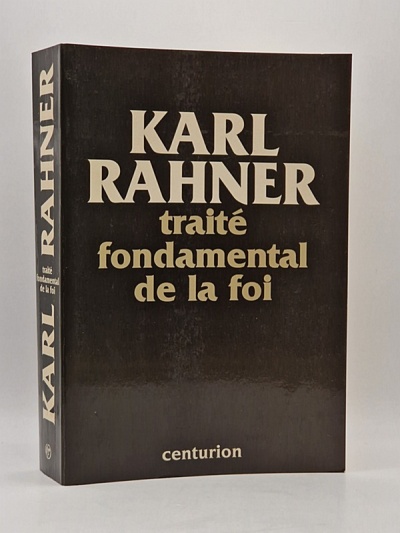 KARL
RAHNER
traité
fondamental
de la foi
centurion
KARL RAHNER
traité
fondamental
de la foi